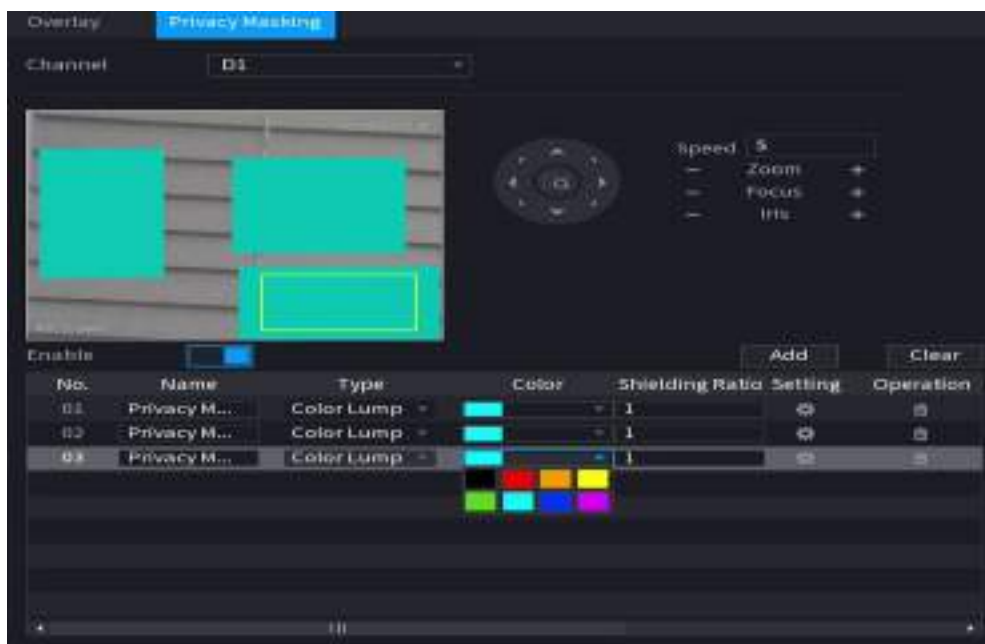 Overlay Privacy Masking
Channel D1
Speed 5
Zoom
Focus
Iris
Enable Add Clear
No. Name Type Color Shielding Ratio Setting Operation
01 Privacy M... Color Lump 1
02 Privacy M... Color Lump 1
03 Privacy M... Color Lump 1